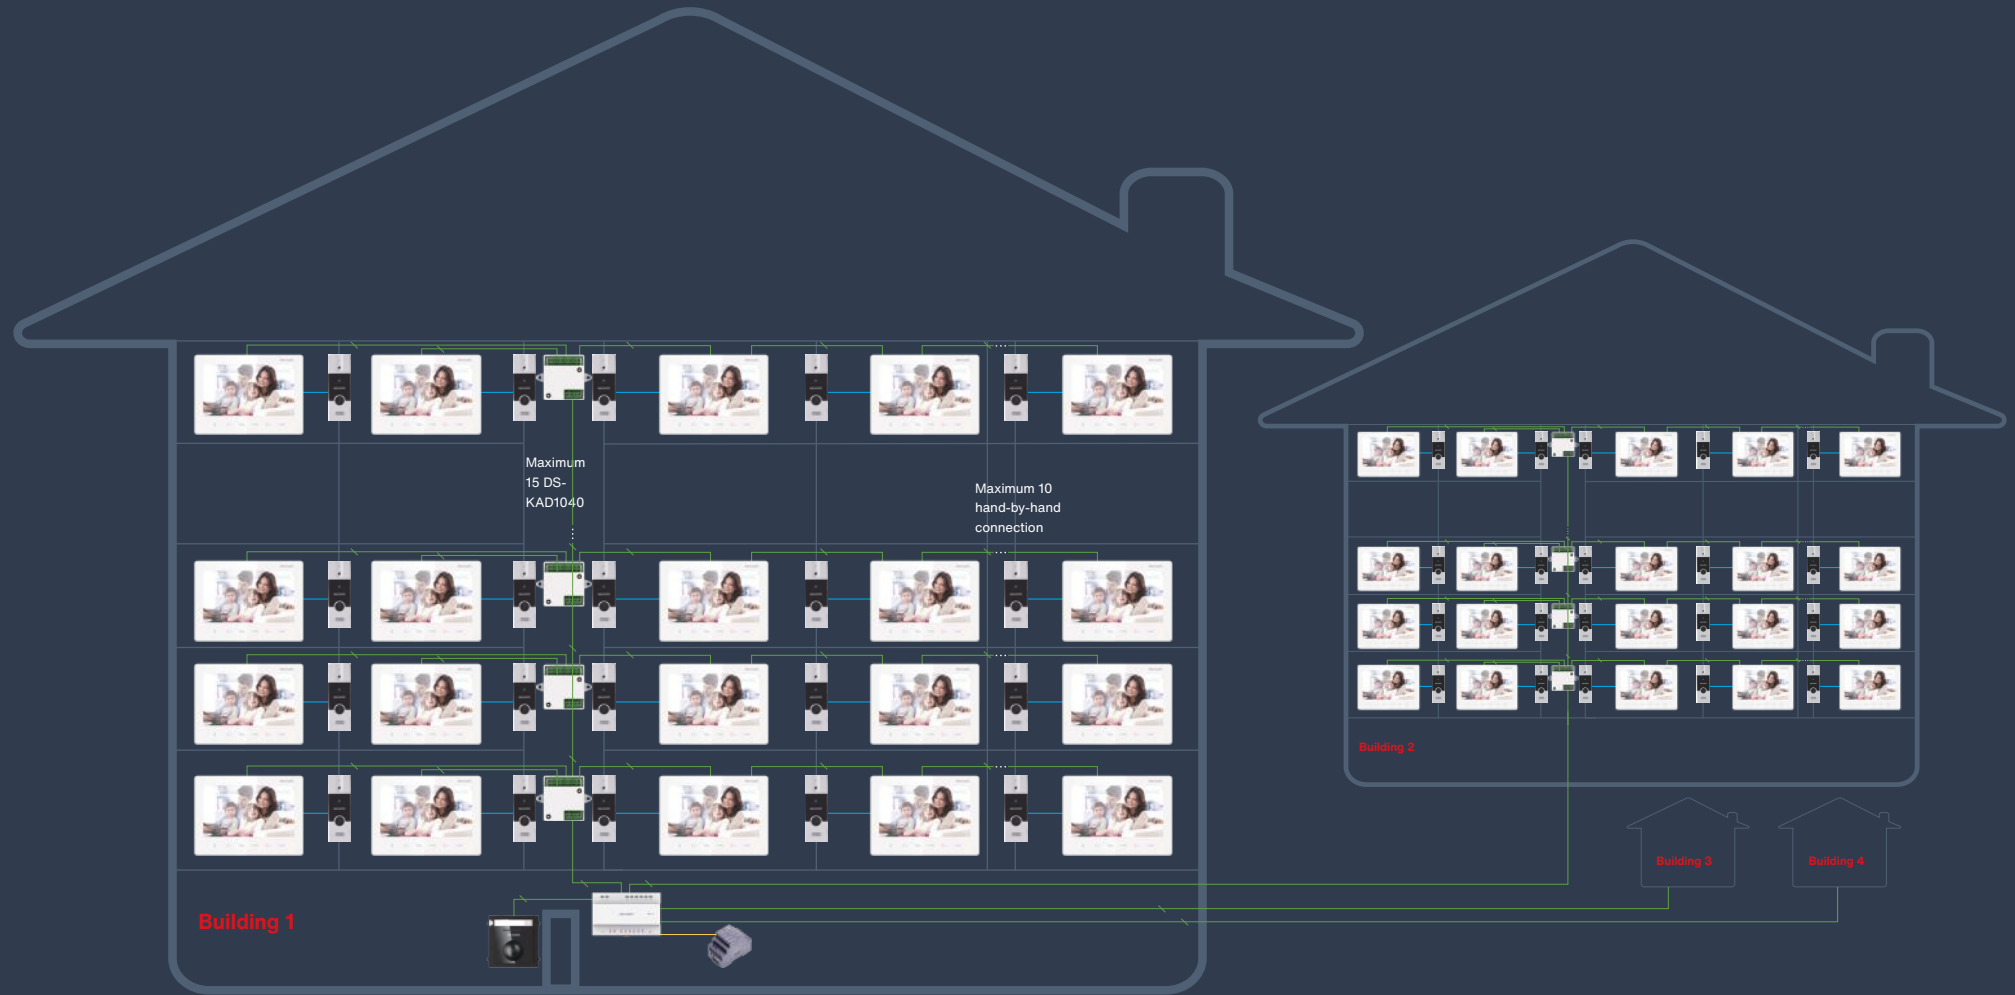 Maximum
15 DS-
KAD1040
Maximum 10
hand-by-hand
connection
Building 1
Building 2
Building 3
Building 4